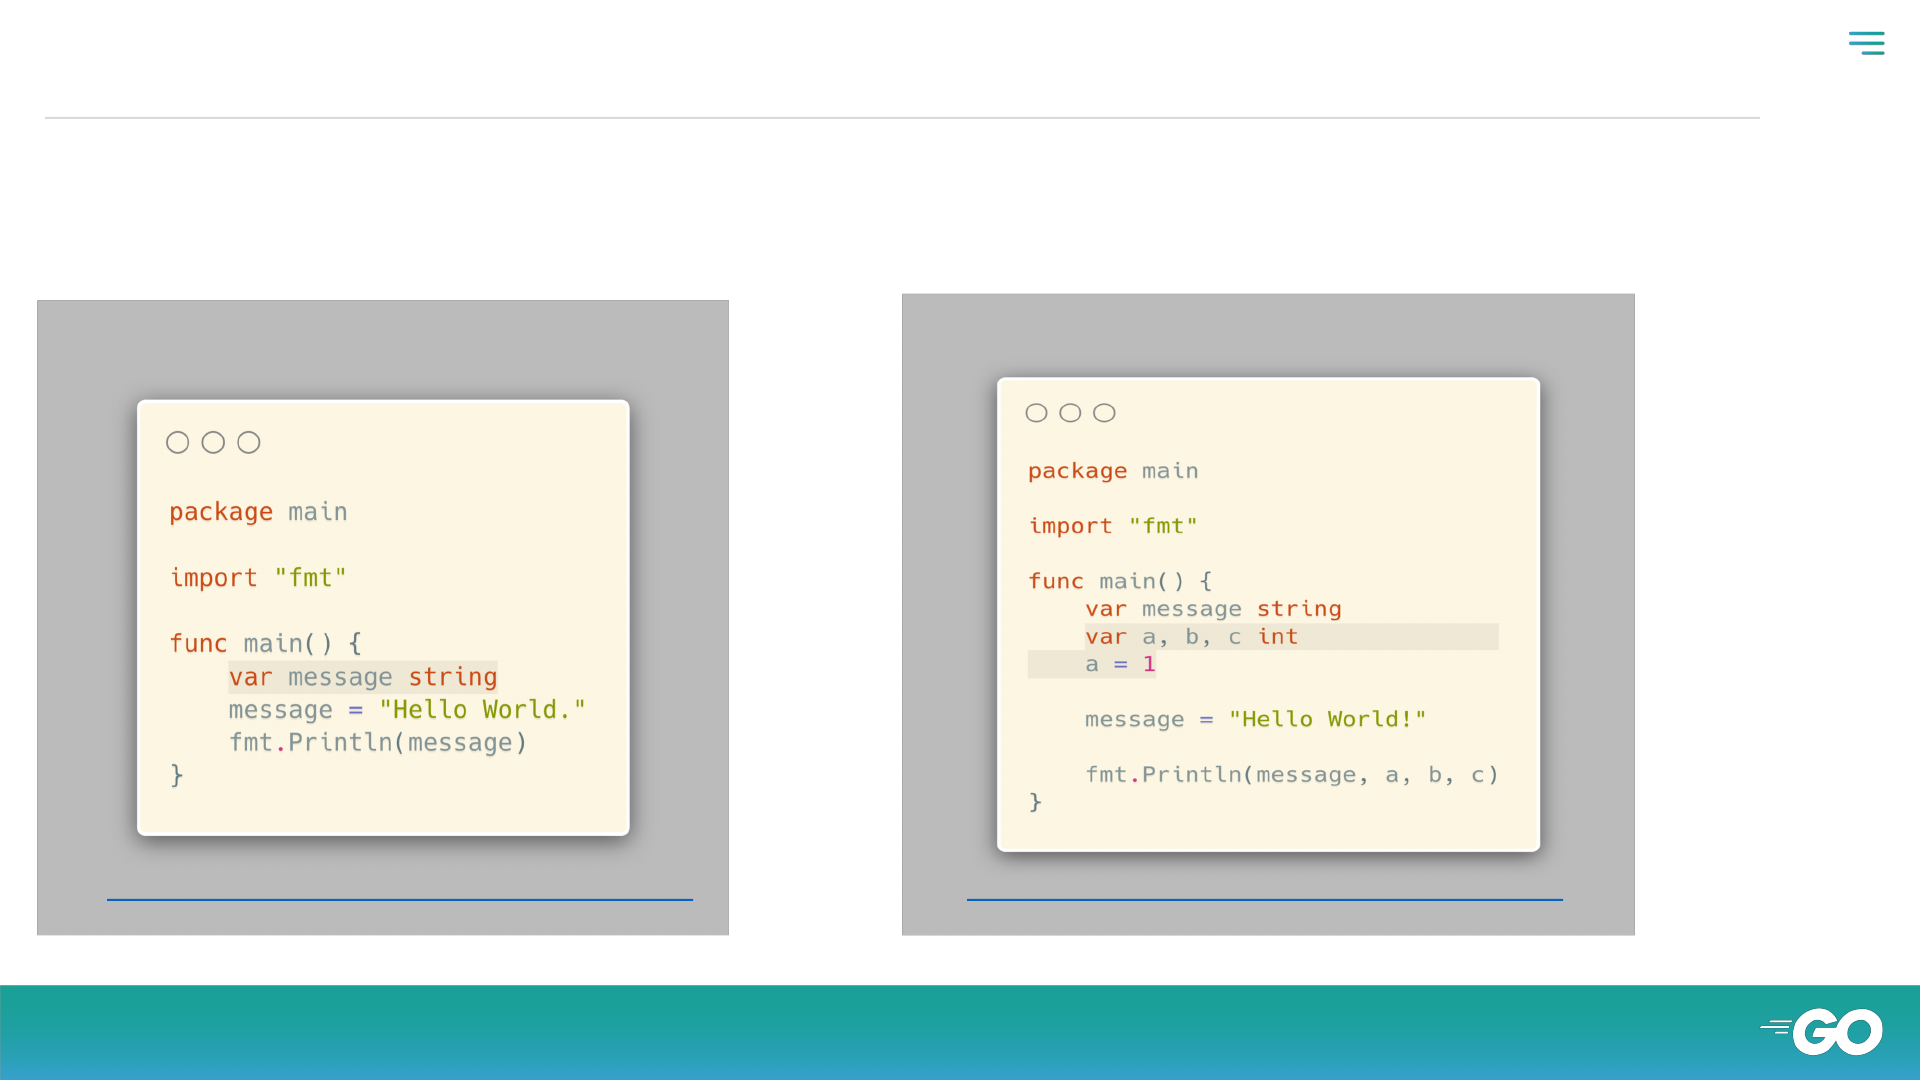 package main
import "fmt"
func main() {
var message string
message = "Hello World."
fmt.Println(message)
}
package main
import "fmt"
func main() {
var message string
var a, b, c int
a = 1
message = "Hello World!"
fmt.Println(message, a, b, c)
}
GO